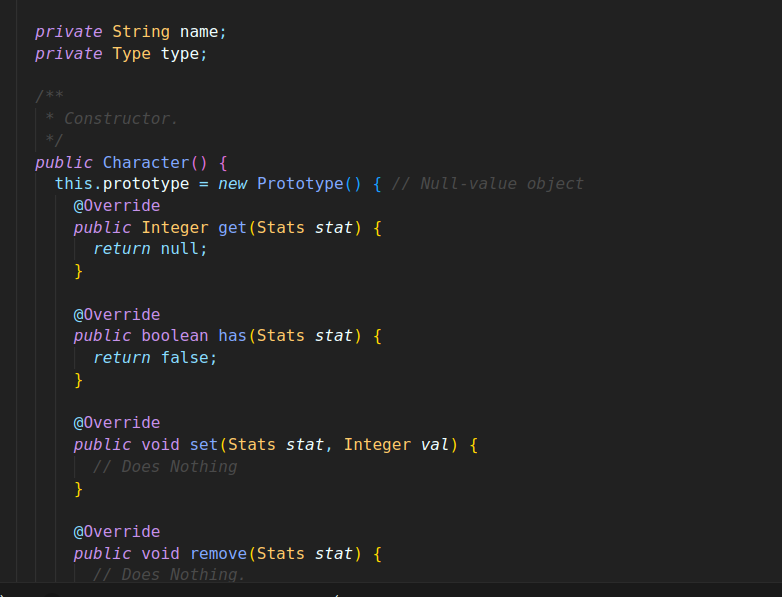 private String name;
private Type type;
/**
* Constructor.
*/
public Character() {
this.prototype = new Prototype() { // Null-value object
@Override
public Integer get(Stats stat) {
return null;
}
@Override
public boolean has(Stats stat) {
return false;
}
@Override
public void set(Stats stat, Integer val) {
// Does Nothing
}
@Override
public void remove(Stats stat) {
// Does Nothing.